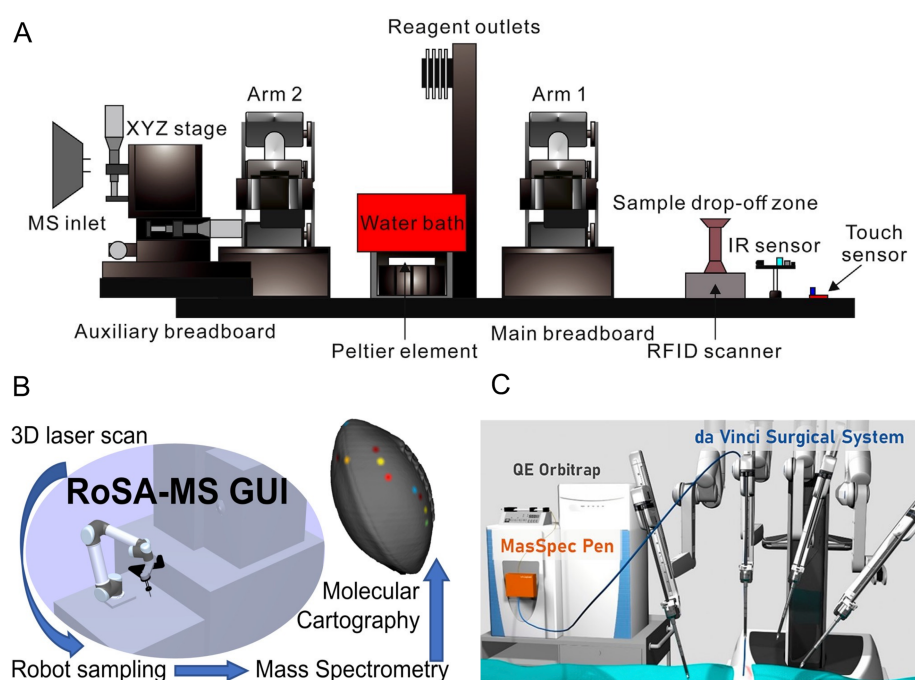 A
Reagent outlets
Arm 2
Arm 1
XYZ stage
MS inlet
Water bath
Sample drop-off zone
IR sensor
Touch
sensor
Auxiliary breadboard
Main breadboard
Peltier element
RFID scanner
B
3D laser scan
RoSA-MS GUI
Molecular
Cartography
Robot sampling
Mass Spectrometry
C
da Vinci Surgical System
QE Orbitrap
MasSpec Pen